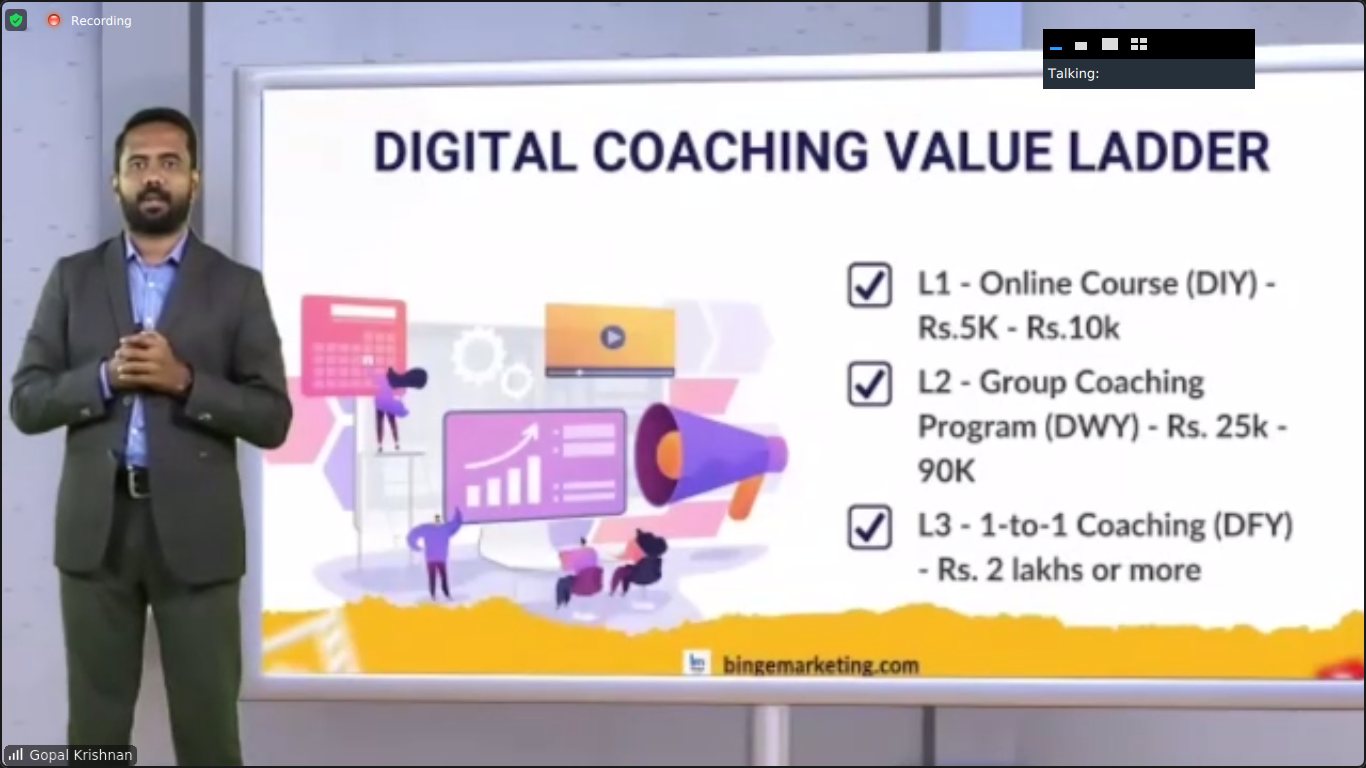 Recording
Talking:
DIGITAL COACHING VALUE LADDER
L1 - Online Course (DIY) -
Rs.5K - Rs.10k
L2 - Group Coaching
Program (DWY) - Rs. 25k -
90K
L3 - 1-to-1 Coaching (DFY)
- Rs. 2 lakhs or more
bingemarketing.com
Gopal Krishnan